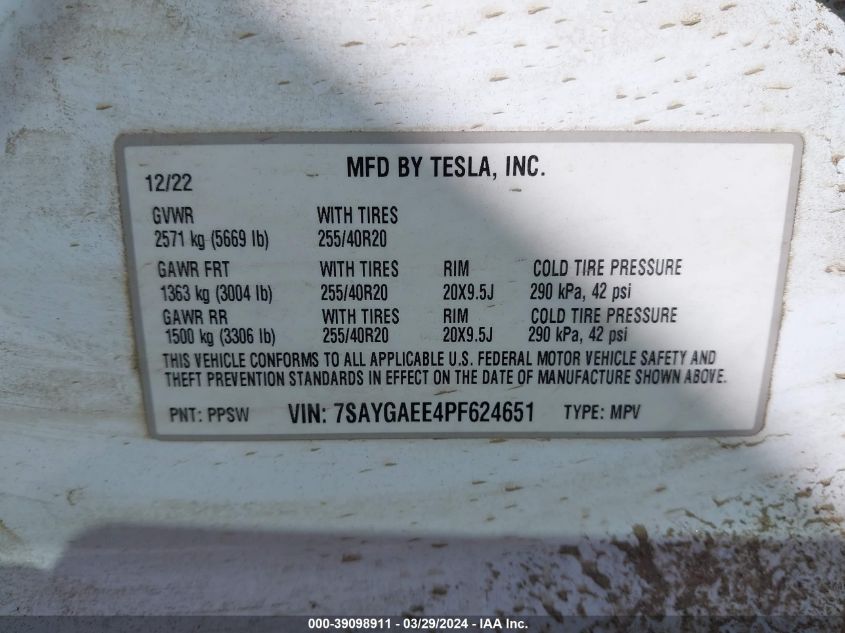 MFD BY TESLA, INC.
12/22
GVWR WITH TIRES
2571 kg (5669 lb) 255/40R20
GAWR FRT WITH TIRES RIM COLD TIRE PRESSURE
1363 kg (3004 lb) 255/40R20 20X9.5J 290 kPa, 42 psi
GAWR RR WITH TIRES RIM COLD TIRE PRESSURE
1500 kg (3306 lb) 255/40R20 20X9.5J 290 kPa, 42 psi
THIS VEHICLE CONFORMS TO ALL APPLICABLE U.S. FEDERAL MOTOR VEHICLE SAFETY AND
THEFT PREVENTION STANDARDS IN EFFECT ON THE DATE OF MANUFACTURE SHOWN ABOVE.
PNT: PPSW VIN: 7SAYGAEE4PF624651 TYPE: MPV
000-39098911 - 03/29/2024 - IAA Inc.